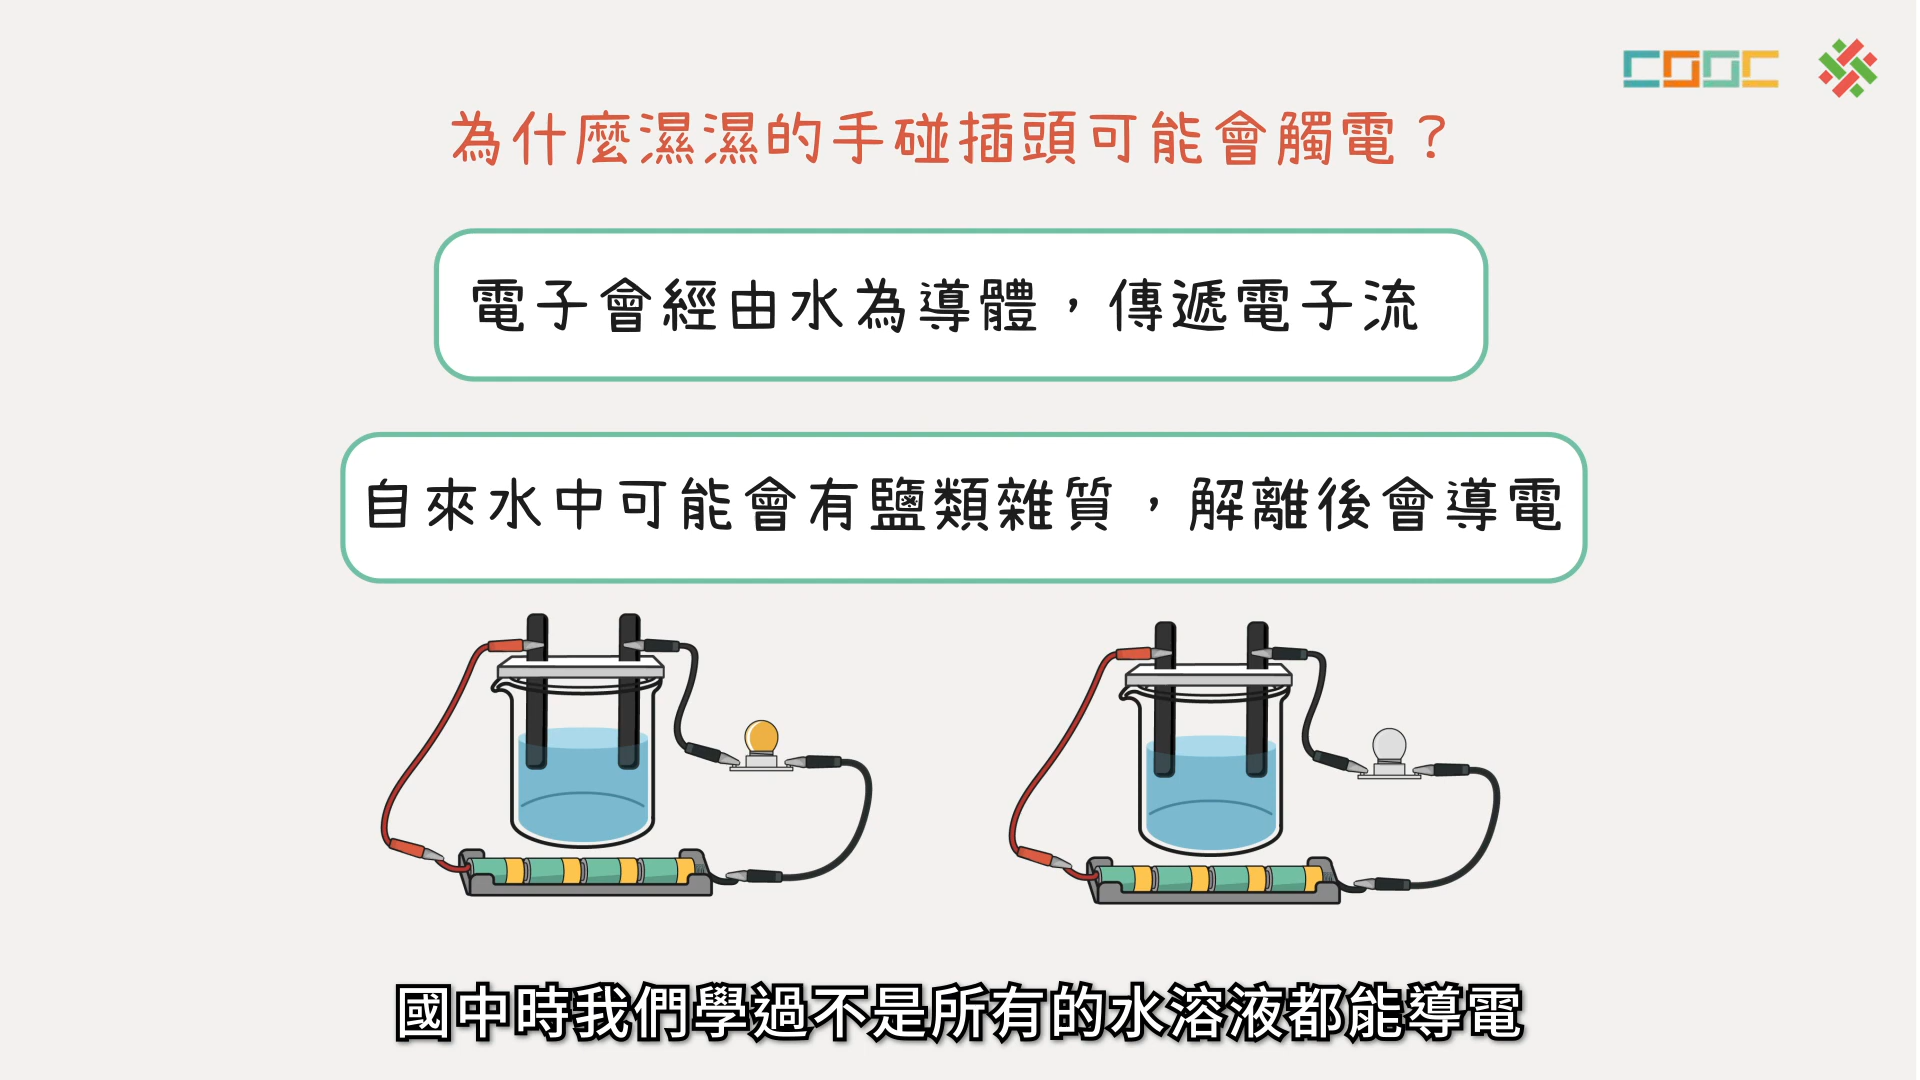 COOC
為什麼濕濕的手碰插頭可能會觸電？
電子會經由水為導體，傳遞電子流
自來水中可能會有鹽類雜質，解離後會導電
國中時我們學過不是所有的水溶液都能導電